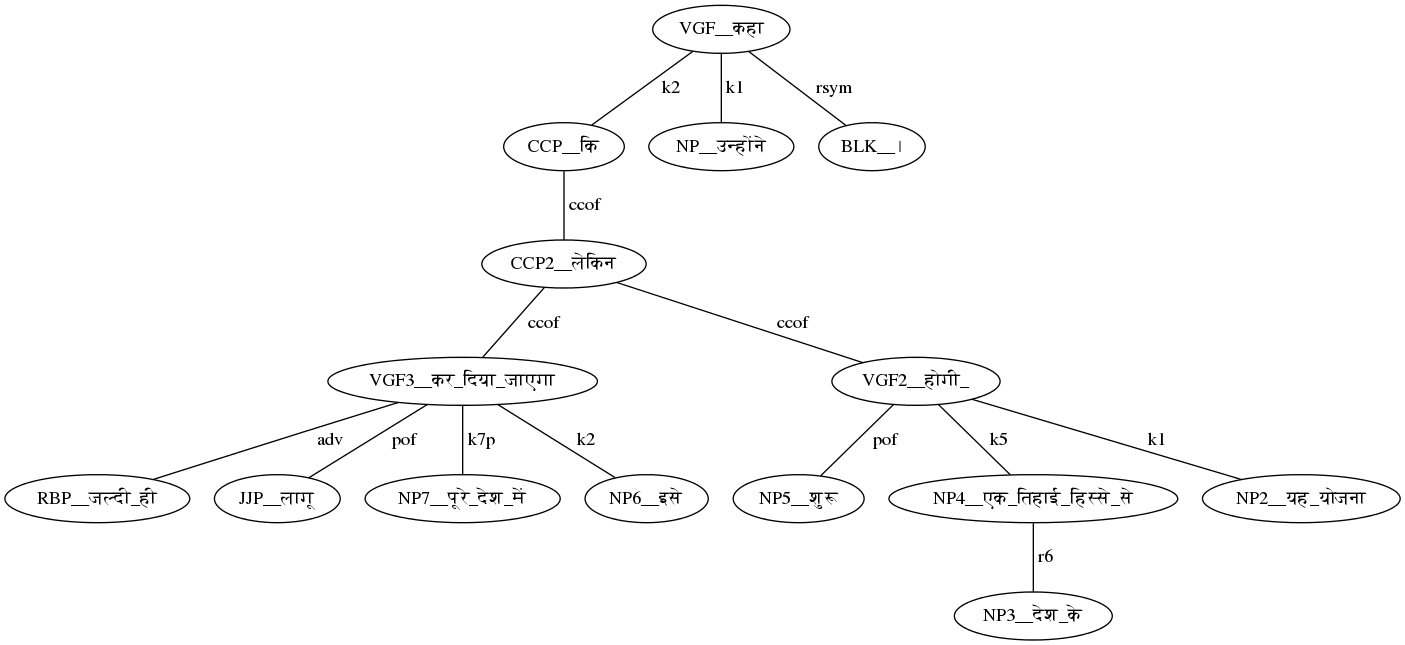 VGF__कहा
k2 k1 rsym
CCP__कि NP__उन्होंने BLK__।
ccof
CCP2__लेकिन
ccof ccof
VGF3__कर_दिया_जाएगा VGF2__होगी_
adv pof k7p k2 pof k5 k1
RBP__जल्दी_ही JJP__लागू NP7__पूरे_देश_में NP6__इसे NP5__शुरू NP4__एक_तिहाई_हिस्से_से NP2__यह_योजना
r6
NP3__देश_के